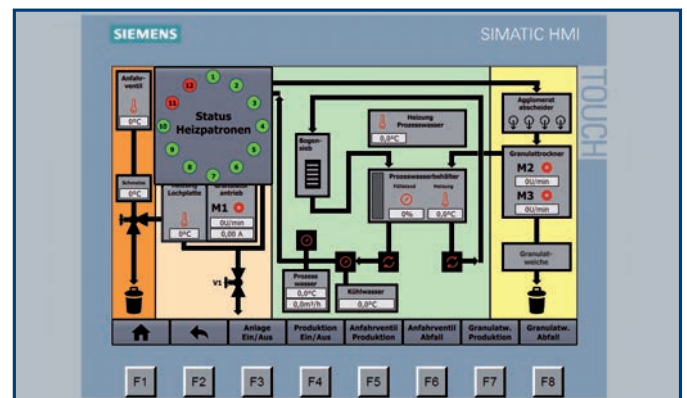 SIEMENS
SIMATIC HMI
TOUCH
Anfahr-
ventil
0°C
Schmelze
0°C
12
1
2
3
4
5
6
7
8
9
10
11
Status
Heizpatronen
Lochplatte
0°C
antrieb
M1
0U/min
0,00 A
V1
Bogen-
sieb
Heizung
Prozesswasser
0,0°C
Prozesswasserbehälter
Füllstand
Heizung
0%
0,0°C
Prozess
wasser
0,0°C
0,0m³/h
Kühlwasser
0,0°C
Agglomerat
abscheider
Granulattrockner
M2
0U/min
M3
0U/min
Granulat-
weiche
Anlage
Ein/Aus
Produktion
Ein/Aus
Anfahrventil
Produktion
Anfahrventil
Abfall
Granulatw.
Produktion
Granulatw.
Abfall
F1
F2
F3
F4
F5
F6
F7
F8